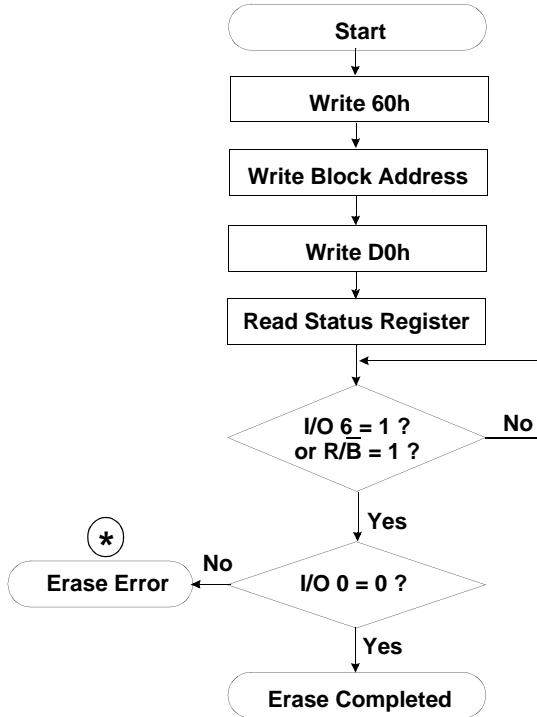 Start
Write 60h
Write Block Address
Write D0h
Read Status Register
I/O 6 = 1 ?
or R/B̅ = 1 ?
No
Yes
*
No
Erase Error
I/O 0 = 0 ?
Yes
Erase Completed